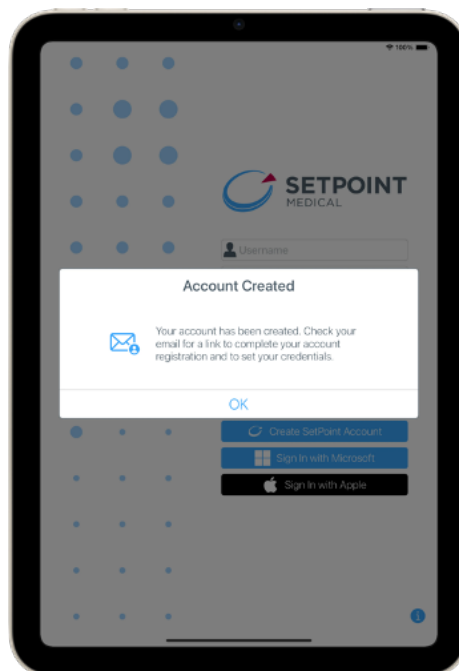 100%
SETPOINT
MEDICAL
Username
Account Created
Your account has been created. Check your
email for a link to complete your account
registration and to set your credentials.
OK
Create SetPoint Account
Sign In with Microsoft
Sign In with Apple